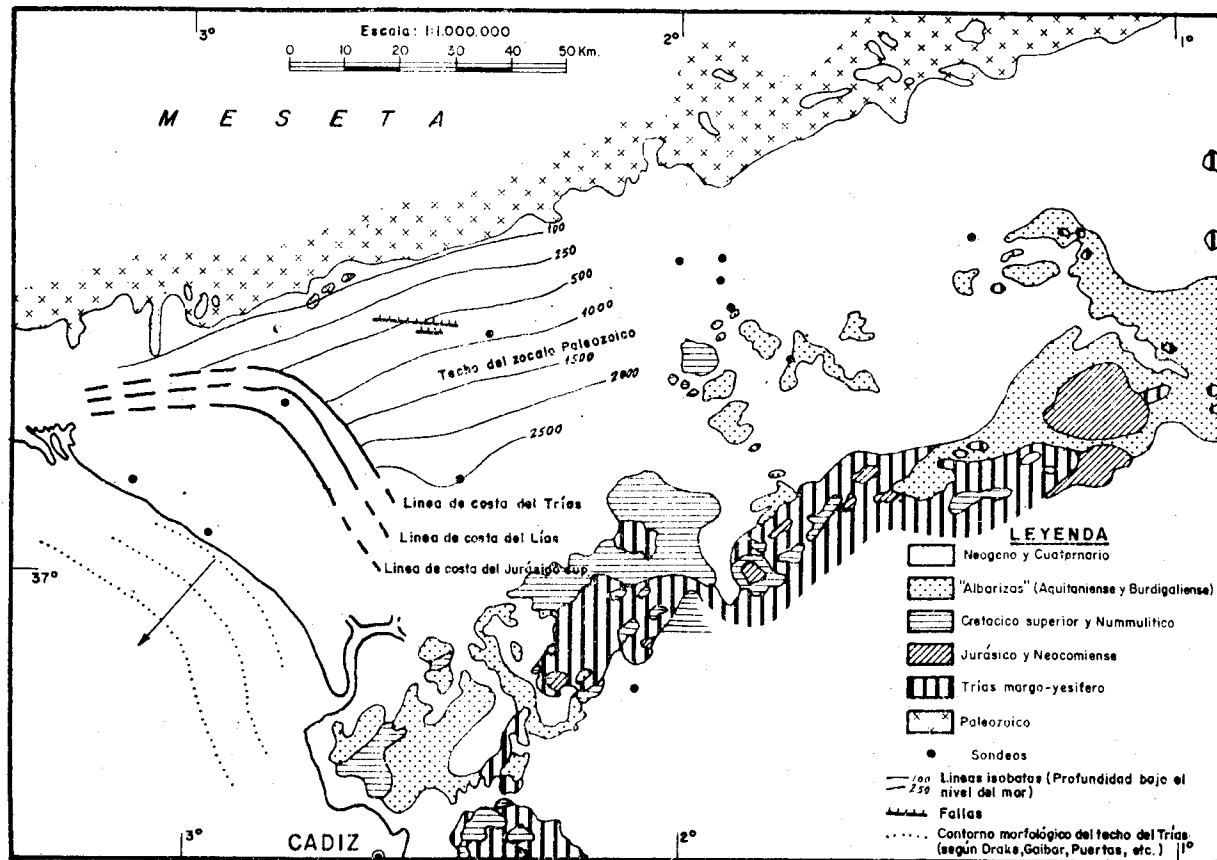 3°
Escala: 1:1.000.000
2°
1°
0 10 20 30 40 50 Km.
M E S E T A
100
250
500
1000
Techo del zocalo Paleozoico
1500
2000
2500
Linea de costa del Trías
Linea de costa del Lías
Linea de costa del Jurásico sup
37°
LEYENDA
Neogeno y Cuaternario
"Albarizas" (Aquitaniense y Burdigaliense)
Cretacico superior y Nummulitico
Jurásico y Neocomiense
Trías margo-yesifero
Paleozoico
Sondeos
100
250
Lineas isobatas (Profundidad bajo el
nivel del mar)
Fallas
Contorno morfológico del techo del Trías
(según Drake, Gaibar, Puertas, etc.)
3°
CADIZ
2°
1°